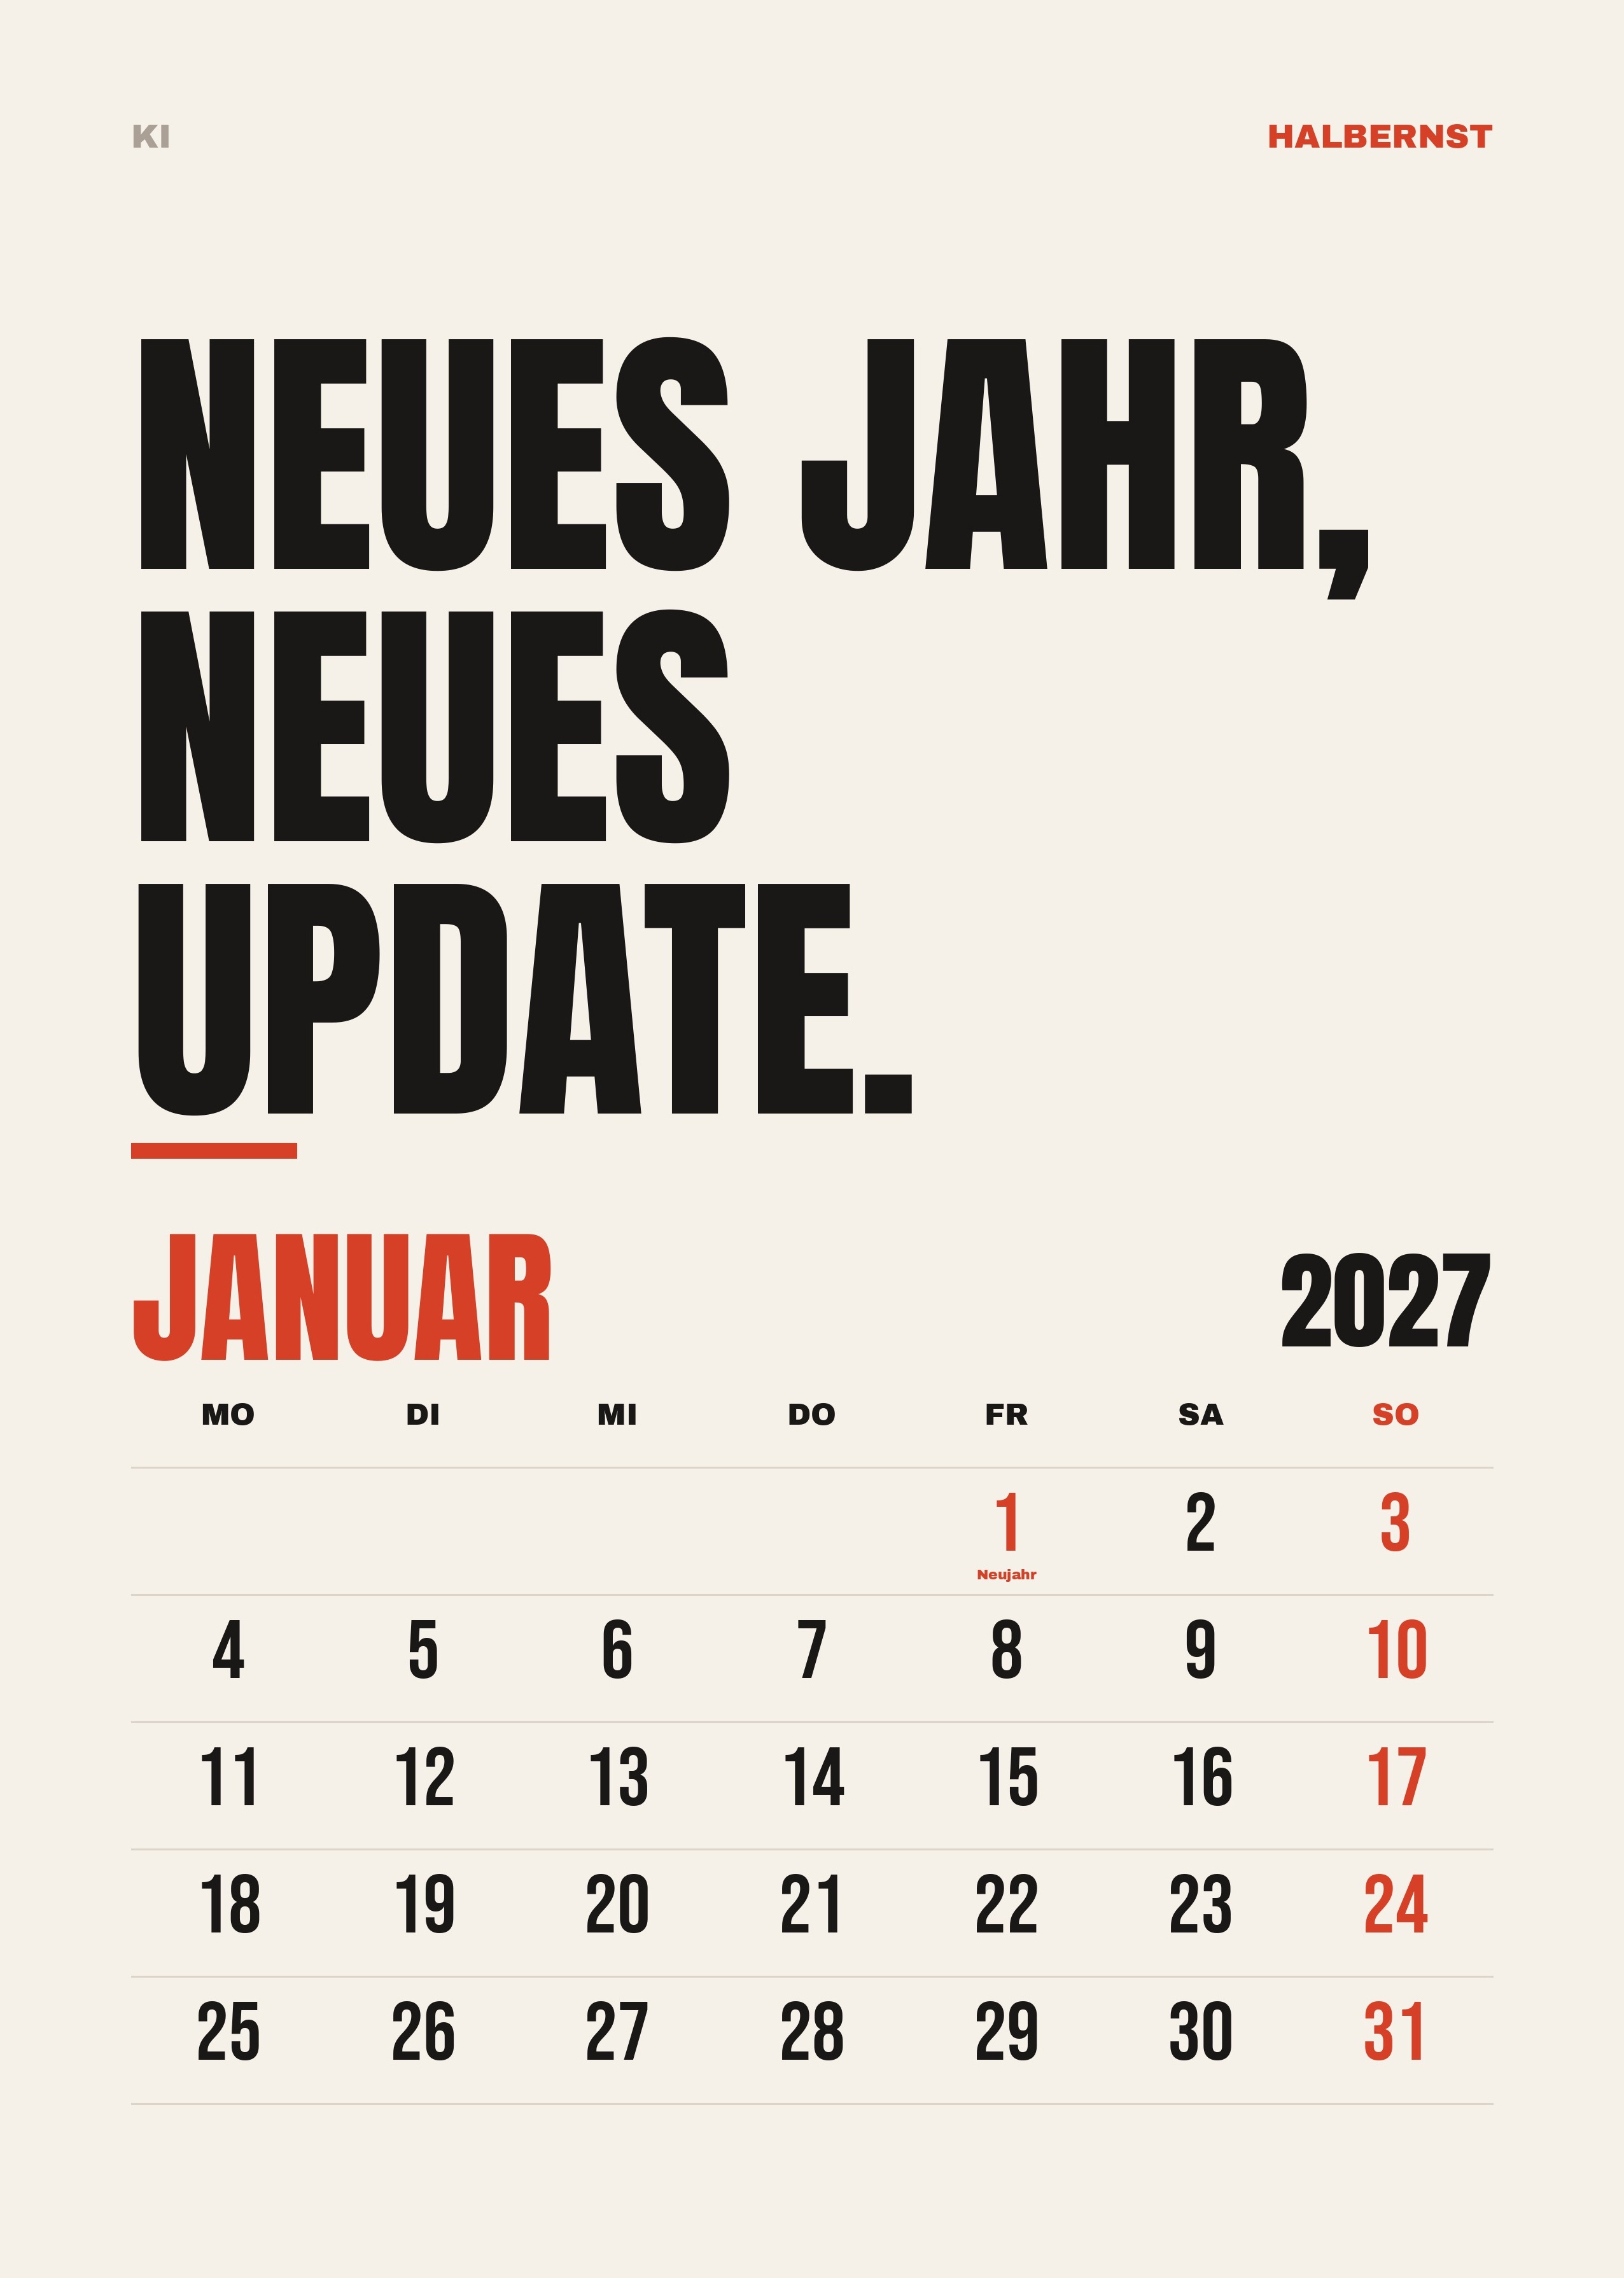 KI HALBERNST
NEUES JAHR,
NEUES
UPDATE.
JANUAR 2027
MO DI MI DO FR SA SO
1 2 3
Neujahr
4 5 6 7 8 9 10
11 12 13 14 15 16 17
18 19 20 21 22 23 24
25 26 27 28 29 30 31